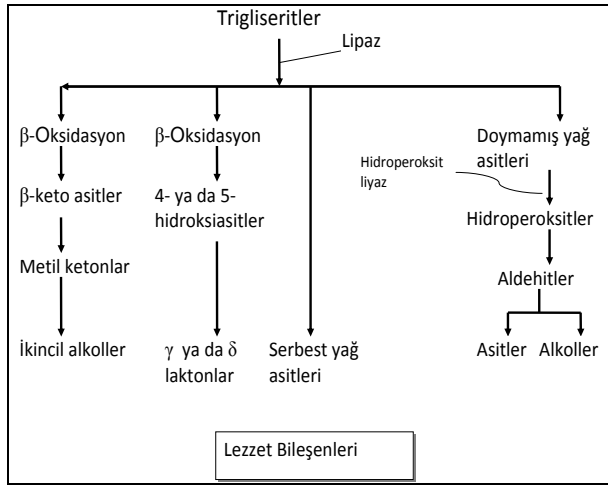 Trigliseritler
Lipaz
β-Oksidasyon
β-keto asitler
Metil ketonlar
İkincil alkoller
β-Oksidasyon
4- ya da 5-
hidroksiasitler
γ ya da δ
laktonlar
Serbest yağ
asitleri
Doymamış yağ
asitleri
Hidroperoksit
liyaz
Hidroperoksitler
Aldehitler
Asitler
Alkoller
Lezzet Bileşenleri